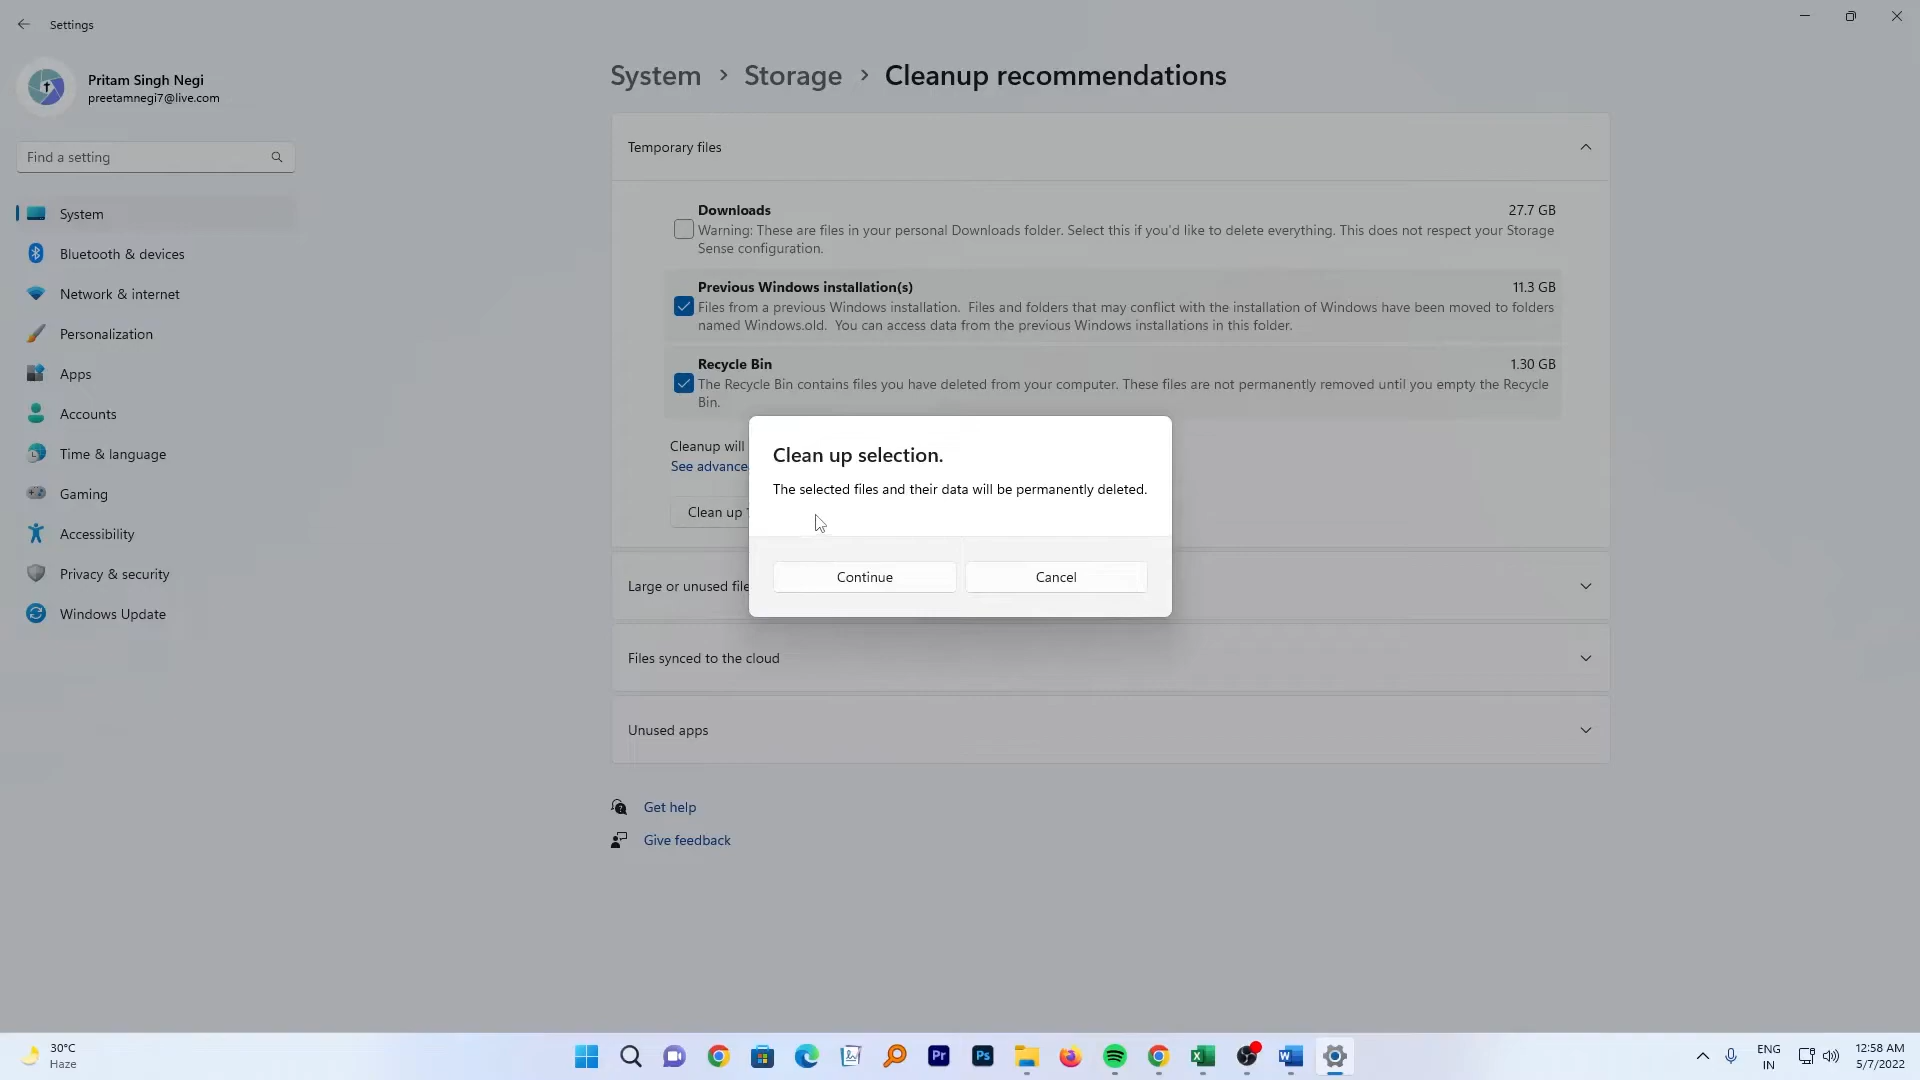 Settings
Pritam Singh Negi
preetamnegi7@live.com
Find a setting
System
Bluetooth & devices
Network & internet
Personalization
Apps
Accounts
Time & language
Gaming
Accessibility
Privacy & security
Windows Update
System > Storage > Cleanup recommendations
Temporary files
Downloads 27.7 GB
Warning: These are files in your personal Downloads folder. Select this if you'd like to delete everything. This does not respect your Storage
Sense configuration.
Previous Windows installation(s) 11.3 GB
Files from a previous Windows installation. Files and folders that may conflict with the installation of Windows have been moved to folders
named Windows.old. You can access data from the previous Windows installations in this folder.
Recycle Bin 1.30 GB
The Recycle Bin contains files you have deleted from your computer. These files are not permanently removed until you empty the Recycle
Bin.
Cleanup will
See advance
Clean up
Clean up selection.
The selected files and their data will be permanently deleted.
Continue Cancel
Large or unused file
Files synced to the cloud
Unused apps
Get help
Give feedback
30°C
Haze
Pr
Ps
ENG
IN
12:58 AM
5/7/2022